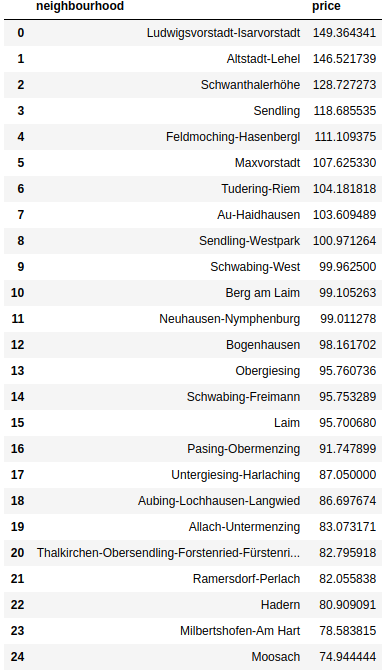 neighbourhood price
0 Ludwigsvorstadt-Isarvorstadt 149.364341
1 Altstadt-Lehel 146.521739
2 Schwanthalerhöhe 128.727273
3 Sendling 118.685535
4 Feldmoching-Hasenbergl 111.109375
5 Maxvorstadt 107.625330
6 Tudering-Riem 104.181818
7 Au-Haidhausen 103.609489
8 Sendling-Westpark 100.971264
9 Schwabing-West 99.962500
10 Berg am Laim 99.105263
11 Neuhausen-Nymphenburg 99.011278
12 Bogenhausen 98.161702
13 Obergiesing 95.760736
14 Schwabing-Freimann 95.753289
15 Laim 95.700680
16 Pasing-Obermenzing 91.747899
17 Untergiesing-Harlaching 87.050000
18 Aubing-Lochhausen-Langwied 86.697674
19 Allach-Untermenzing 83.073171
20 Thalkirchen-Obersendling-Forstenried-Fürstenri... 82.795918
21 Ramersdorf-Perlach 82.055838
22 Hadern 80.909091
23 Milbertshofen-Am Hart 78.583815
24 Moosach 74.944444